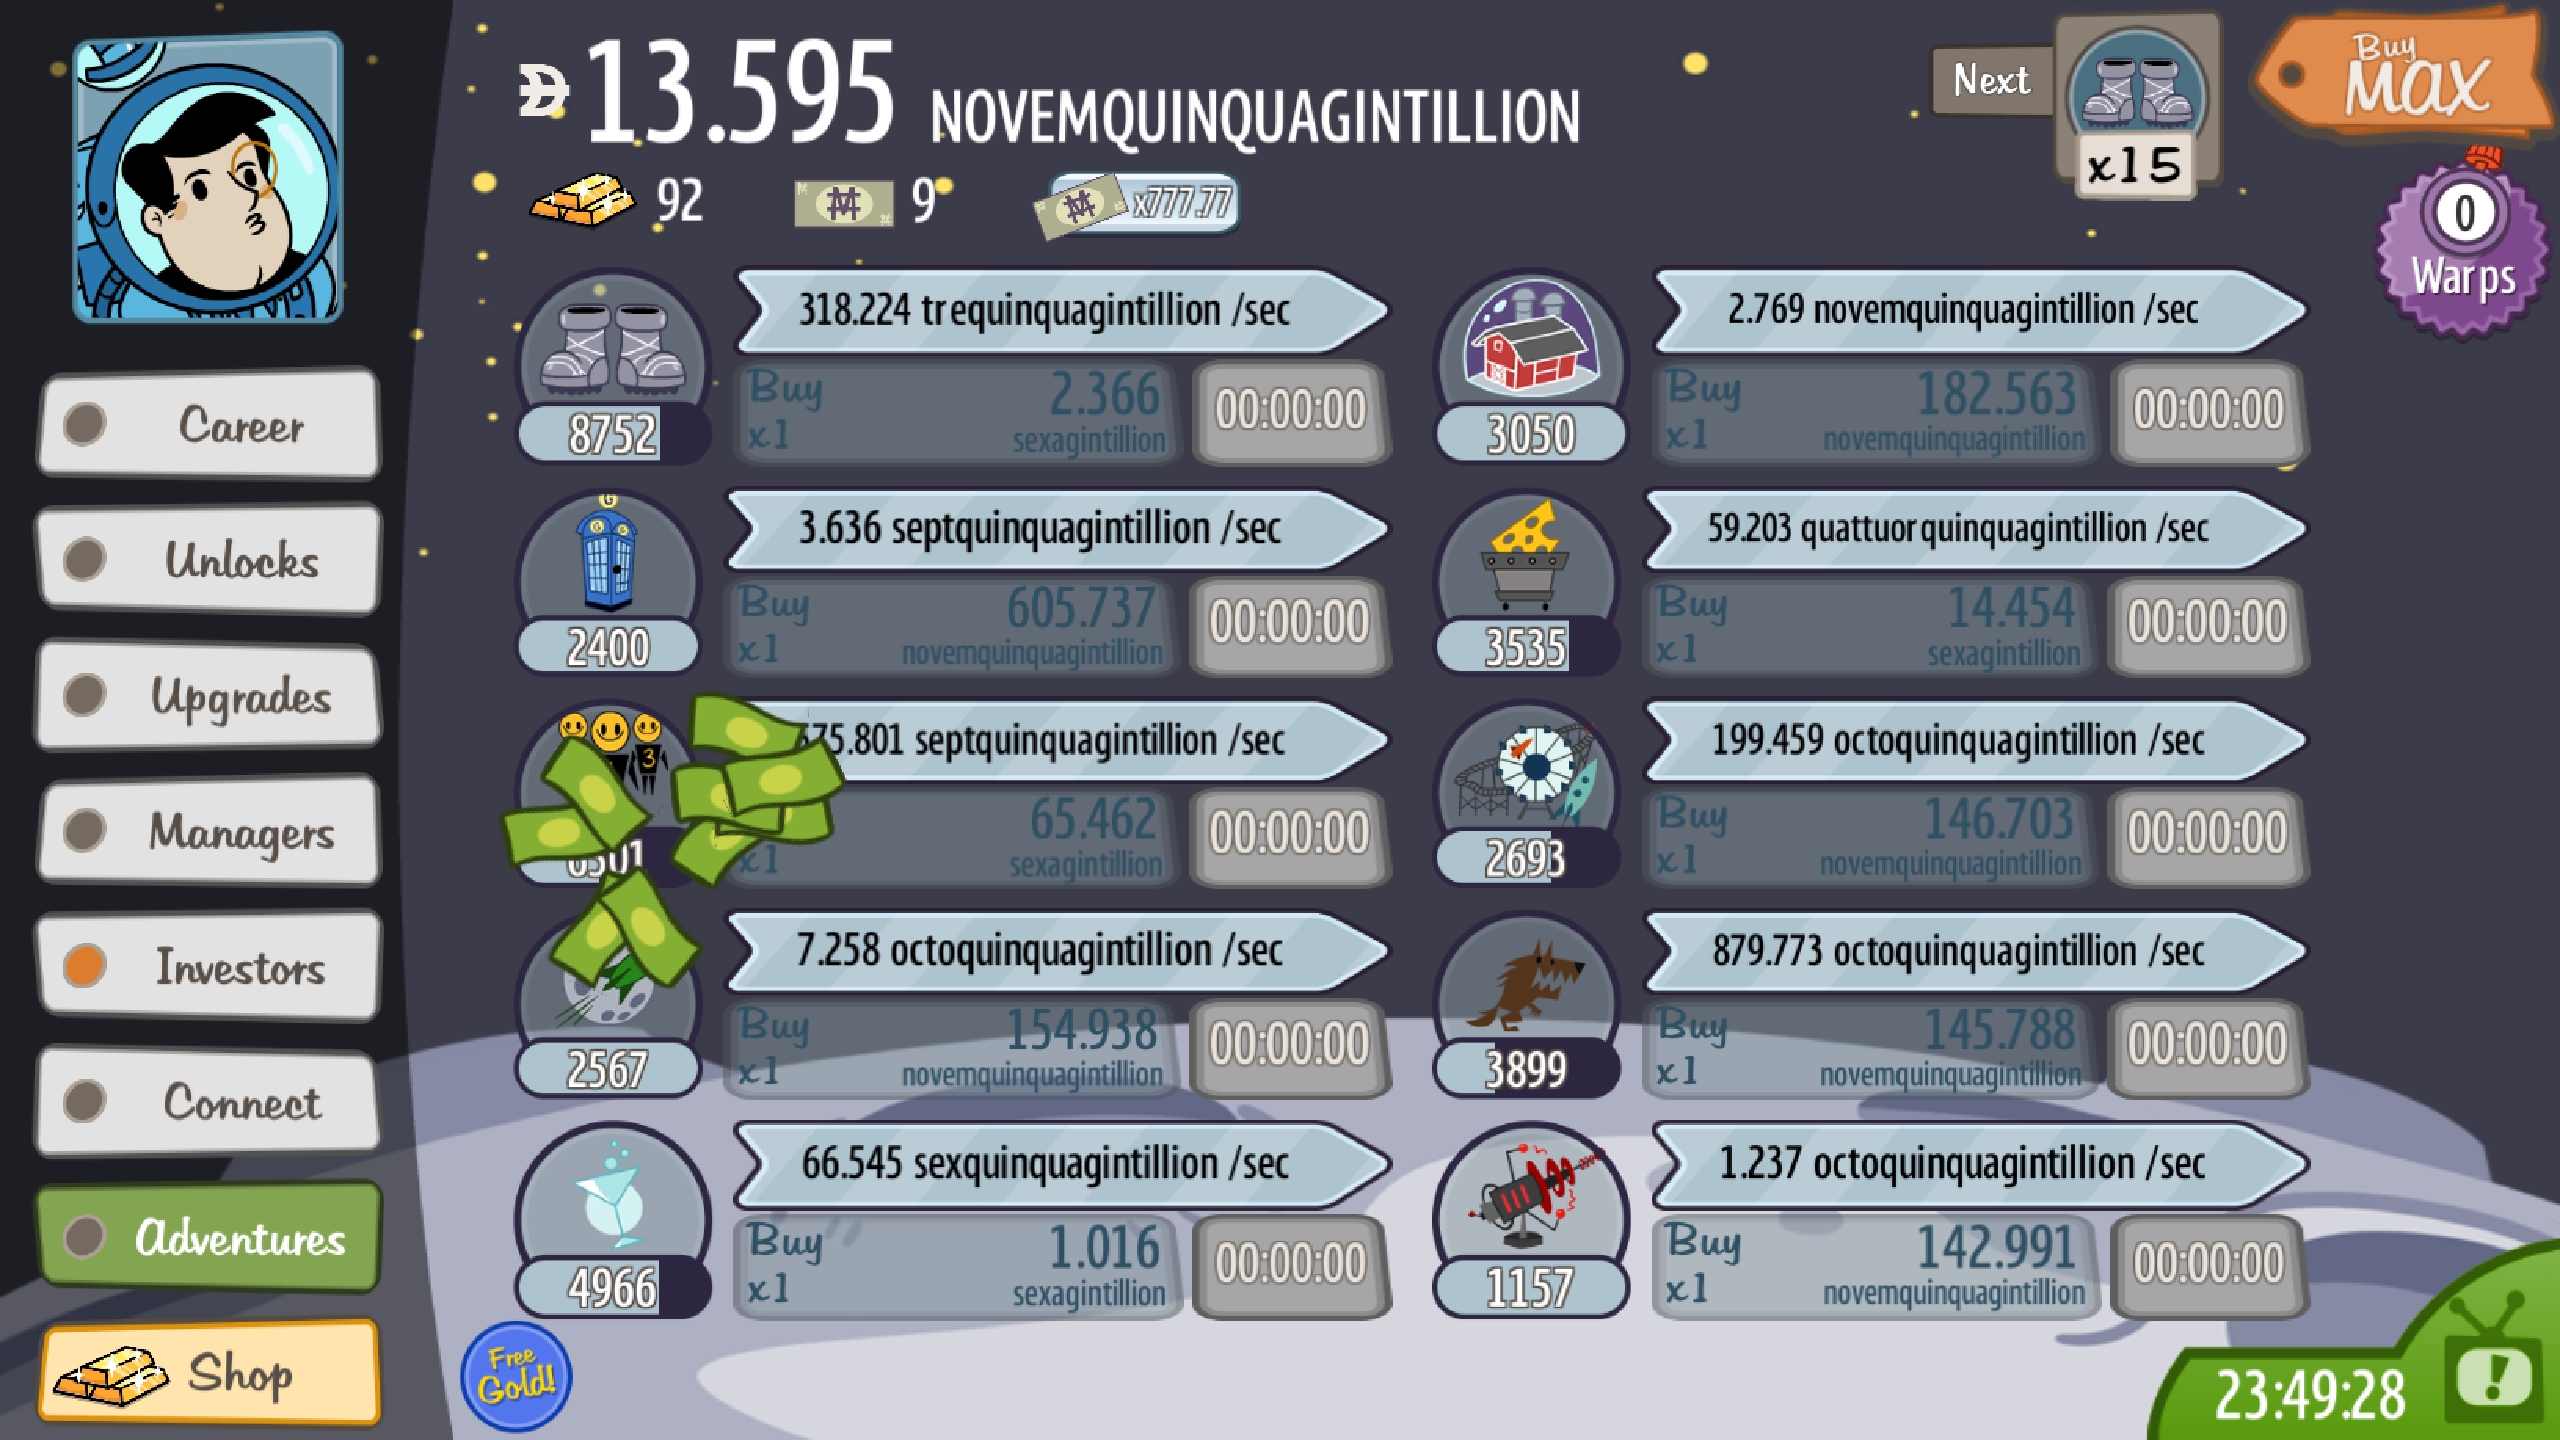 13.595 NOVEMQUINQUAGINTILLION
Next
x15
Buy
MAX
92
9
x777.77
0
Warps
Career
Unlocks
Upgrades
Managers
Investors
Connect
Adventures
Shop
318.224 trequinquagintillion /sec
8752
Buy
x1
2.366
sexagintillion
00:00:00
2.769 novemquinquagintillion /sec
3050
Buy
x1
182.563
novemquinquagintillion
00:00:00
G
3.636 septquinquagintillion /sec
2400
Buy
x1
605.737
novemquinquagintillion
00:00:00
59.203 quattuorquinquagintillion /sec
3535
Buy
x1
14.454
sexagintillion
00:00:00
3
septquinquagintillion /sec
x1
65.462
sexagintillion
00:00:00
199.459 octoquinquagintillion /sec
2693
Buy
x1
146.703
novemquinquagintillion
00:00:00
7.258 octoquinquagintillion /sec
2567
Buy
x1
154.938
novemquinquagintillion
00:00:00
879.773 octoquinquagintillion /sec
3899
Buy
x1
145.788
novemquinquagintillion
00:00:00
66.545 sexquinquagintillion /sec
4966
Buy
x1
1.016
sexagintillion
00:00:00
1.237 octoquinquagintillion /sec
1157
Buy
x1
142.991
novemquinquagintillion
00:00:00
Free
Gold!
23:49:28
!